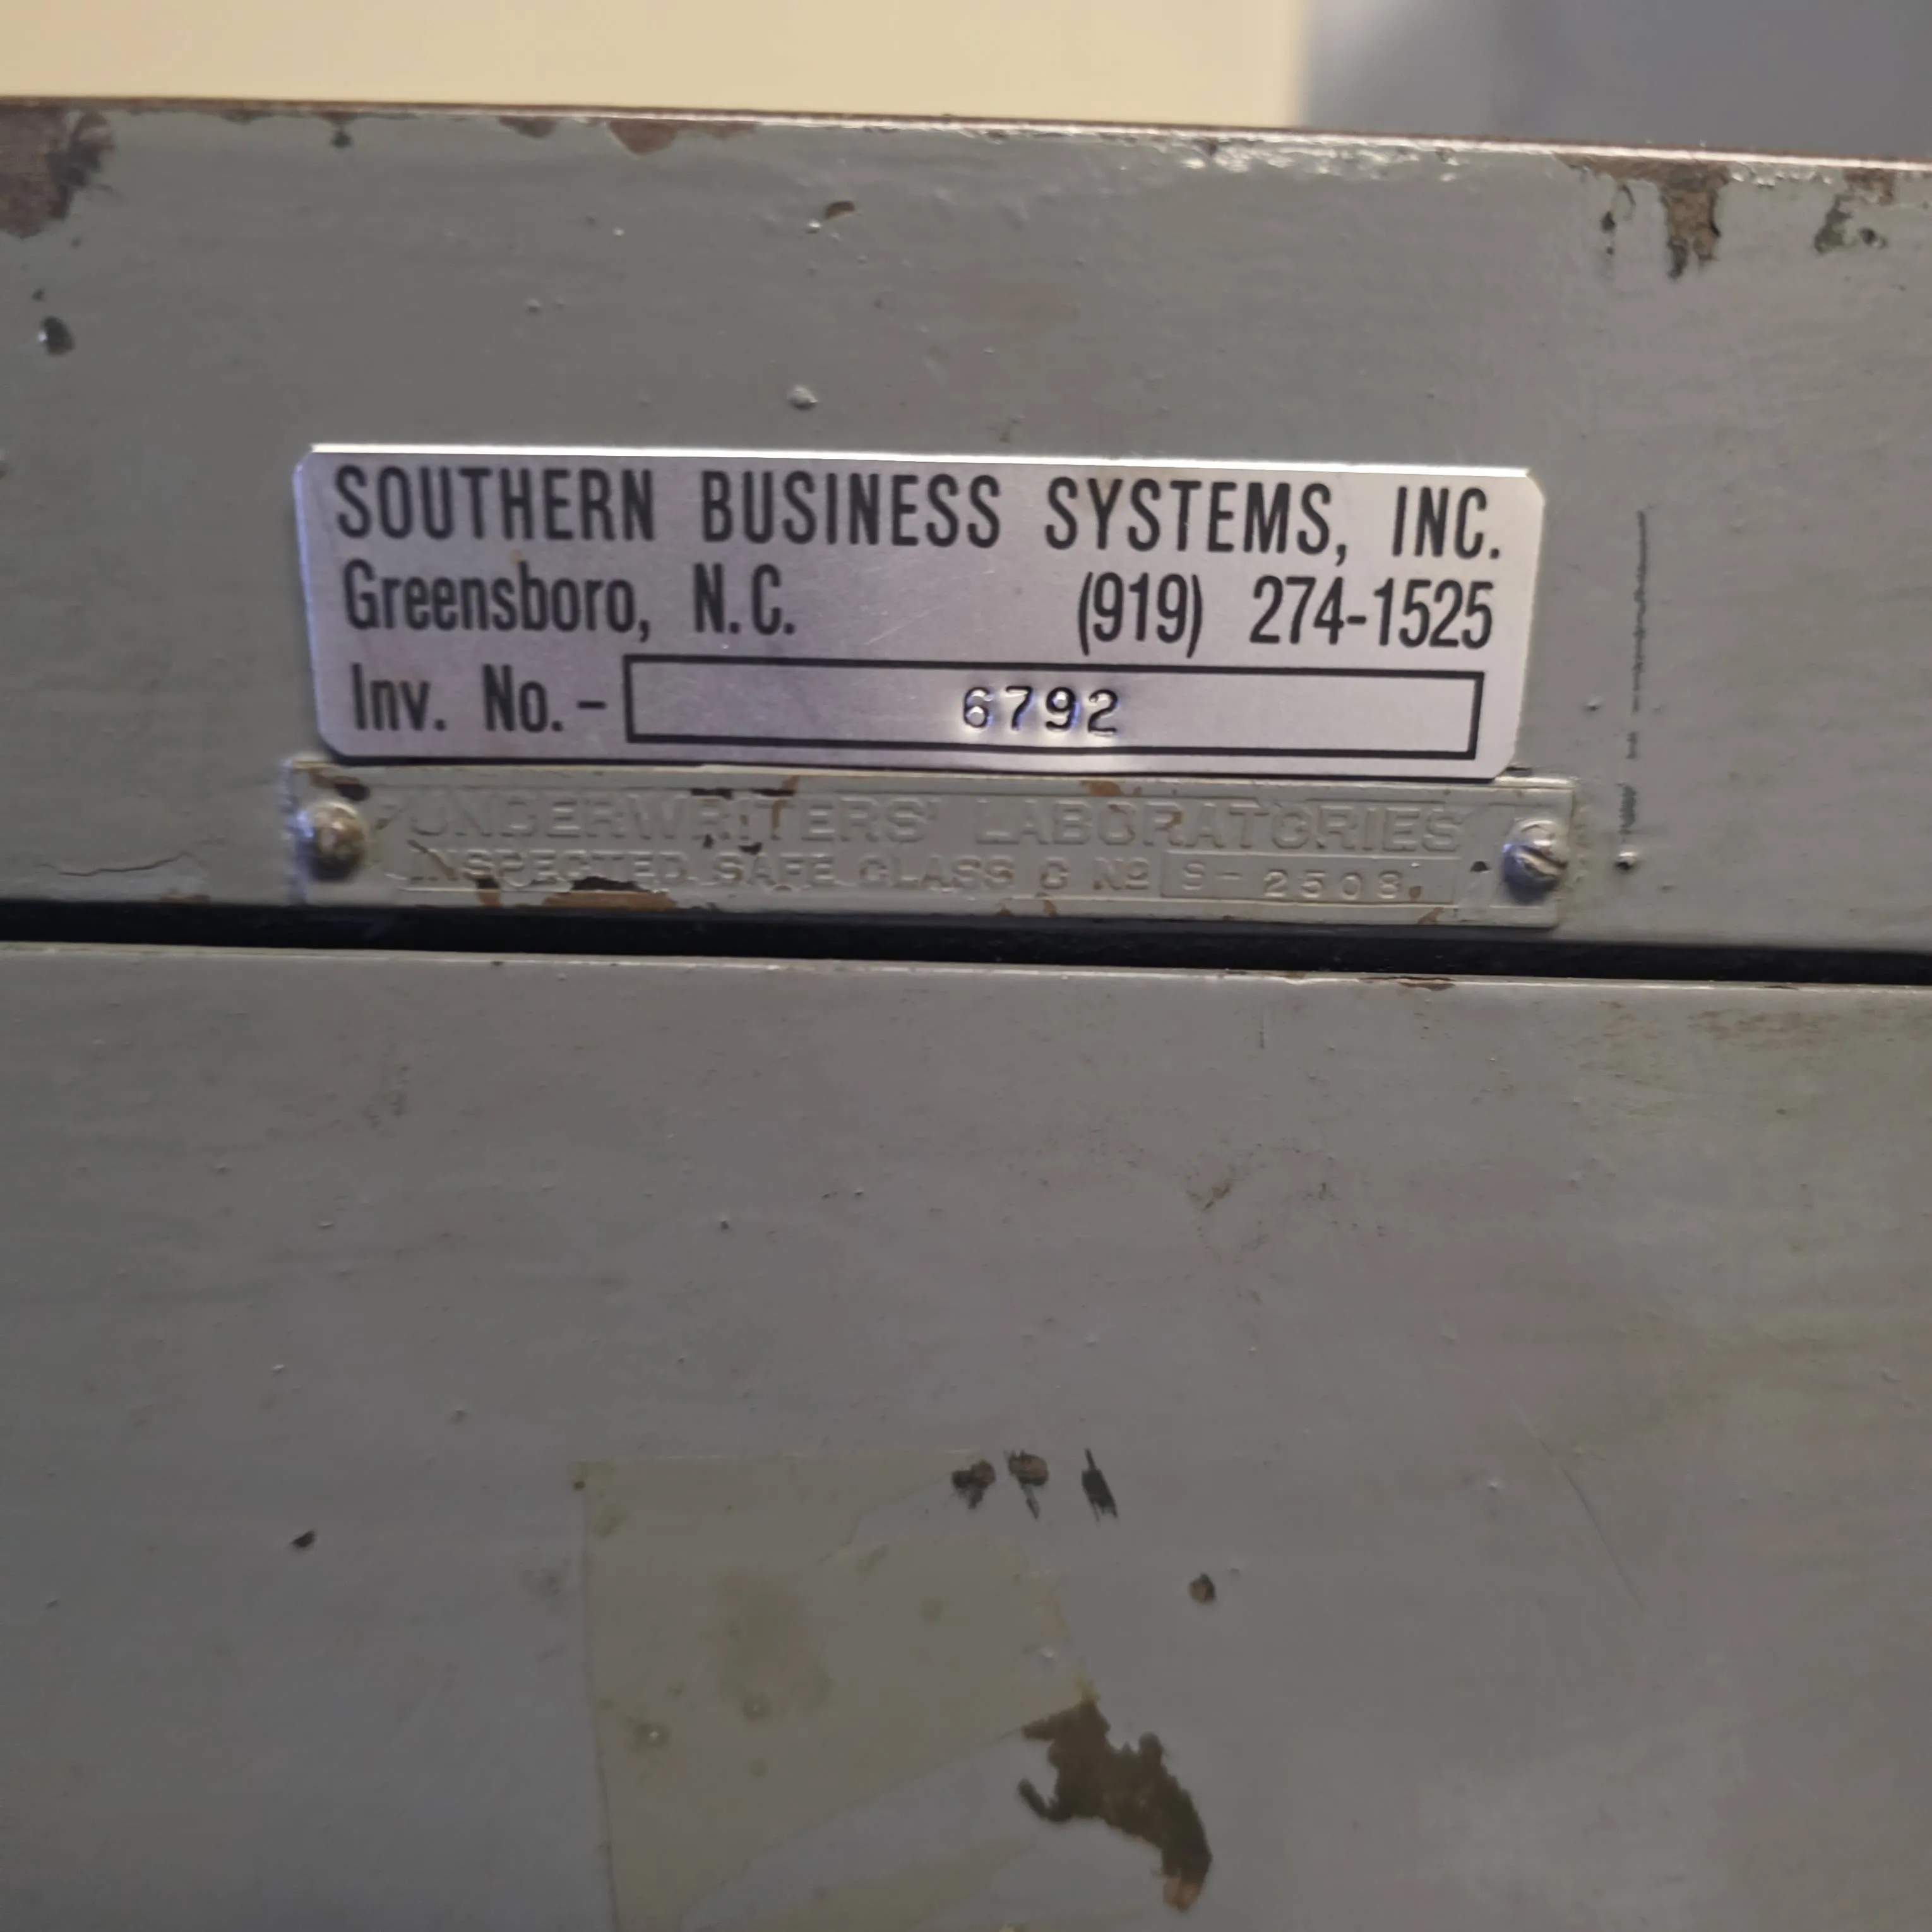 SOUTHERN BUSINESS SYSTEMS, INC.
Greensboro, N.C. (919) 274-1525
Inv. No.- 6792
UNDERWRITERS' LABORATORIES
INSPECTED SAFE CLASS C Nº S-2508